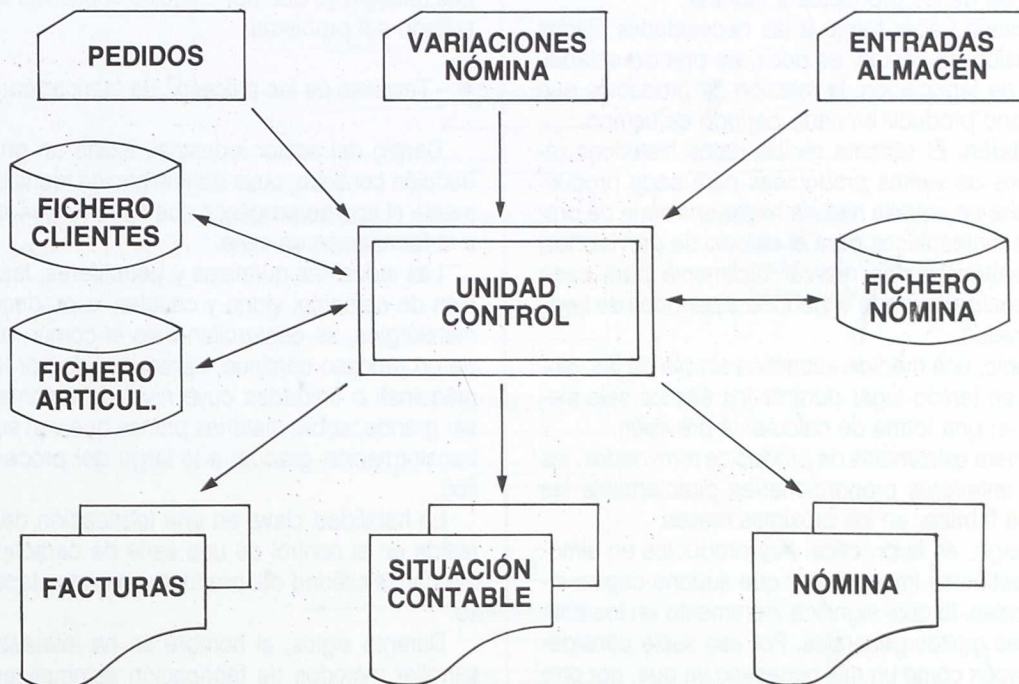 PEDIDOS
VARIACIONES
NÓMINA
ENTRADAS
ALMACÉN
FICHERO
CLIENTES
UNIDAD
CONTROL
FICHERO
NÓMINA
FICHERO
ARTICUL.
FACTURAS
SITUACIÓN
CONTABLE
NÓMINA